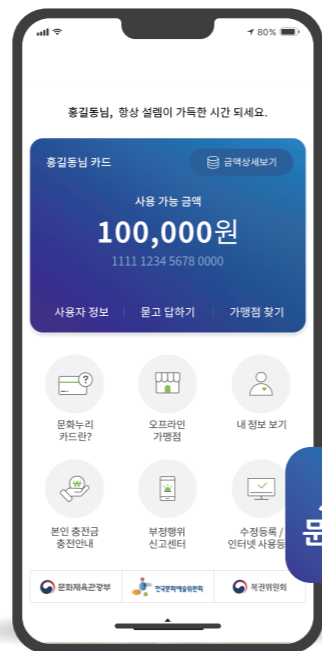 80%
홍길동님, 항상 설렘이 가득한 시간 되세요.
홍길동님 카드
금액상세보기
사용 가능 금액
100,000원
1111 1234 5678 0000
사용자 정보
묻고 답하기
가맹점 찾기
문화누리
카드란?
오프라인
가맹점
내 정보 보기
본인 충전금
충전안내
부정행위
신고센터
수정등록 /
인터넷 사용등
문
문화체육관광부
한국문화예술위원회
복권위원회